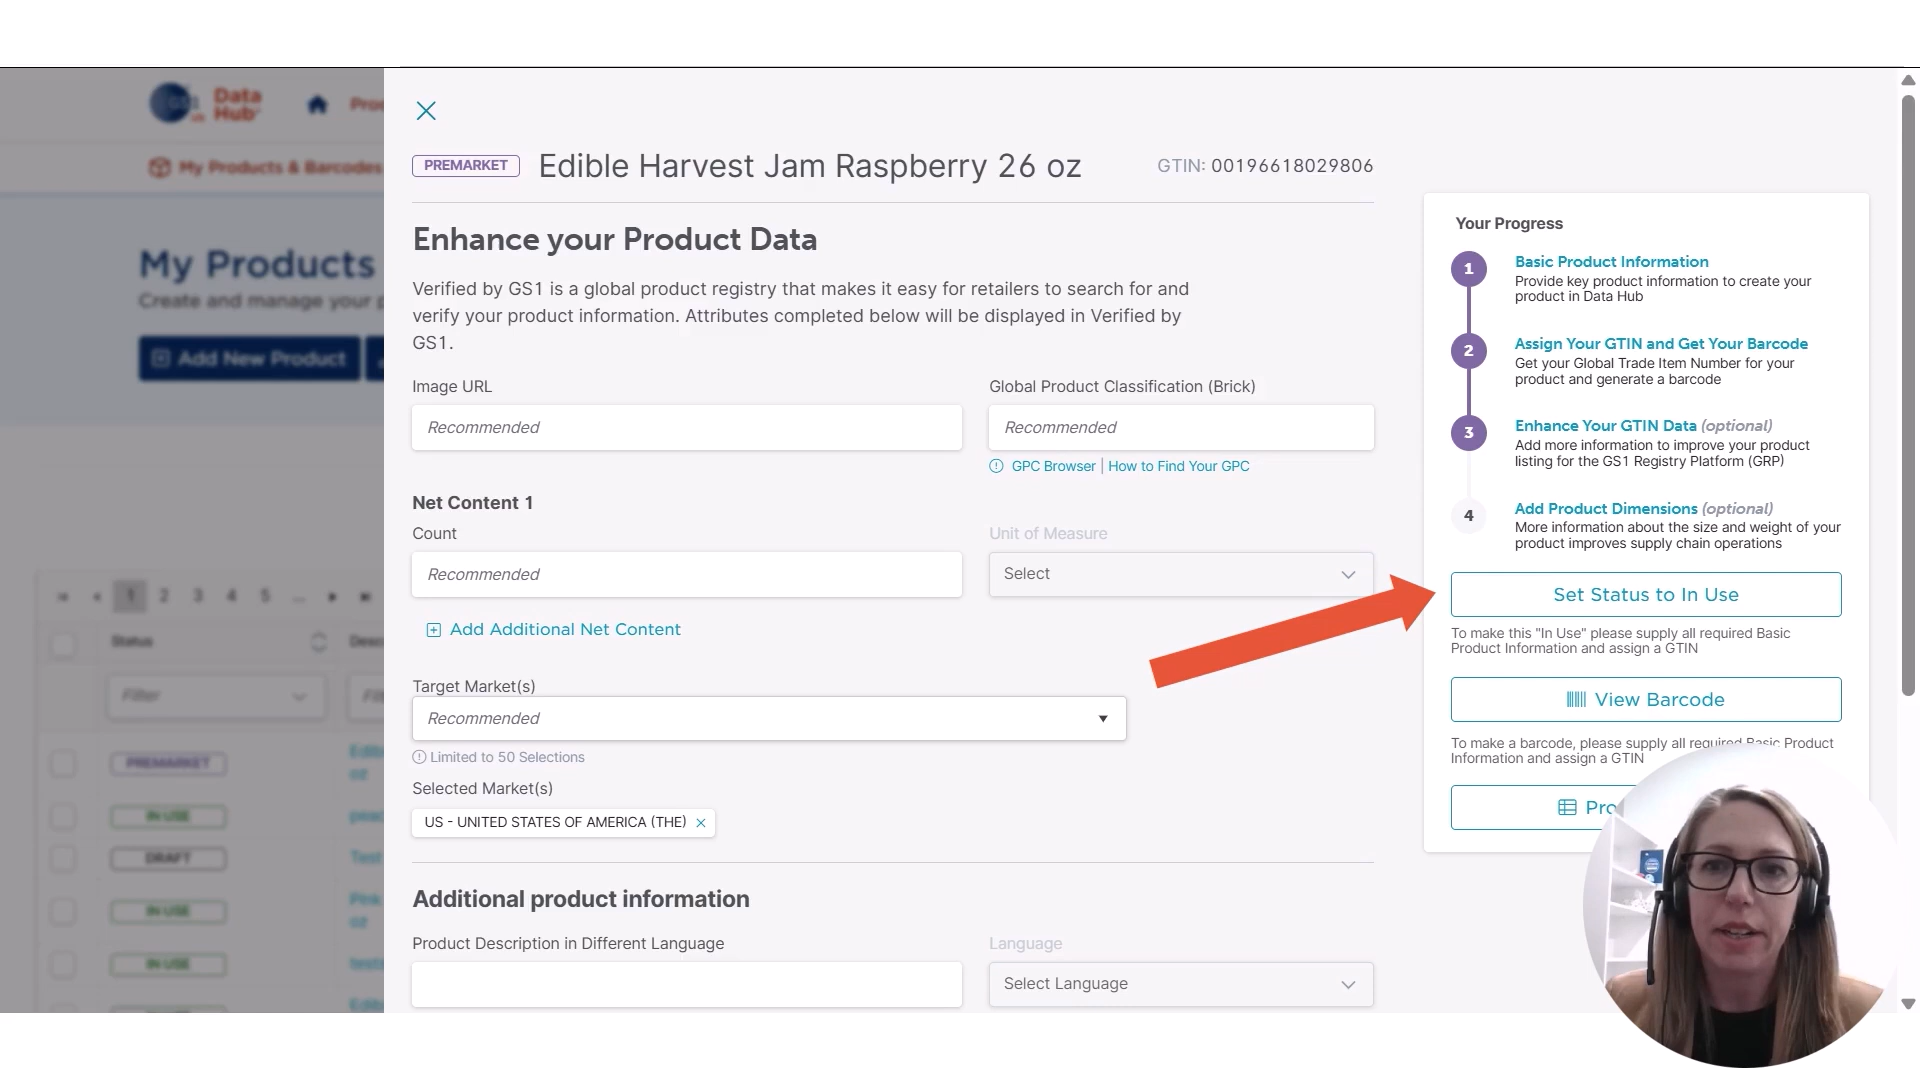 Data
Hub
My Products & Barcodes
My Products
Create and manage your
Add New Product
1 2 3 4 5 ...
Status
Filter
PREMARKET
IN USE
DRAFT
IN USE
IN USE
PREMARKET
Edible Harvest Jam Raspberry 26 oz
GTIN: 00196618029806
Enhance your Product Data
Verified by GS1 is a global product registry that makes it easy for retailers to search for and
verify your product information. Attributes completed below will be displayed in Verified by
GS1.
Image URL
Recommended
Global Product Classification (Brick)
Recommended
GPC Browser | How to Find Your GPC
Net Content 1
Count
Recommended
Unit of Measure
Select
Add Additional Net Content
Target Market(s)
Recommended
Limited to 50 Selections
Selected Market(s)
US - UNITED STATES OF AMERICA (THE)
Additional product information
Product Description in Different Language
Language
Select Language
Your Progress
1
Basic Product Information
Provide key product information to create your
product in Data Hub
2
Assign Your GTIN and Get Your Barcode
Get your Global Trade Item Number for your
product and generate a barcode
3
Enhance Your GTIN Data (optional)
Add more information to improve your product
listing for the GS1 Registry Platform (GRP)
4
Add Product Dimensions (optional)
More information about the size and weight of your
product improves supply chain operations
Set Status to In Use
To make this "In Use" please supply all required Basic
Product Information and assign a GTIN
View Barcode
To make a barcode, please supply all required Basic Product
Information and assign a GTIN